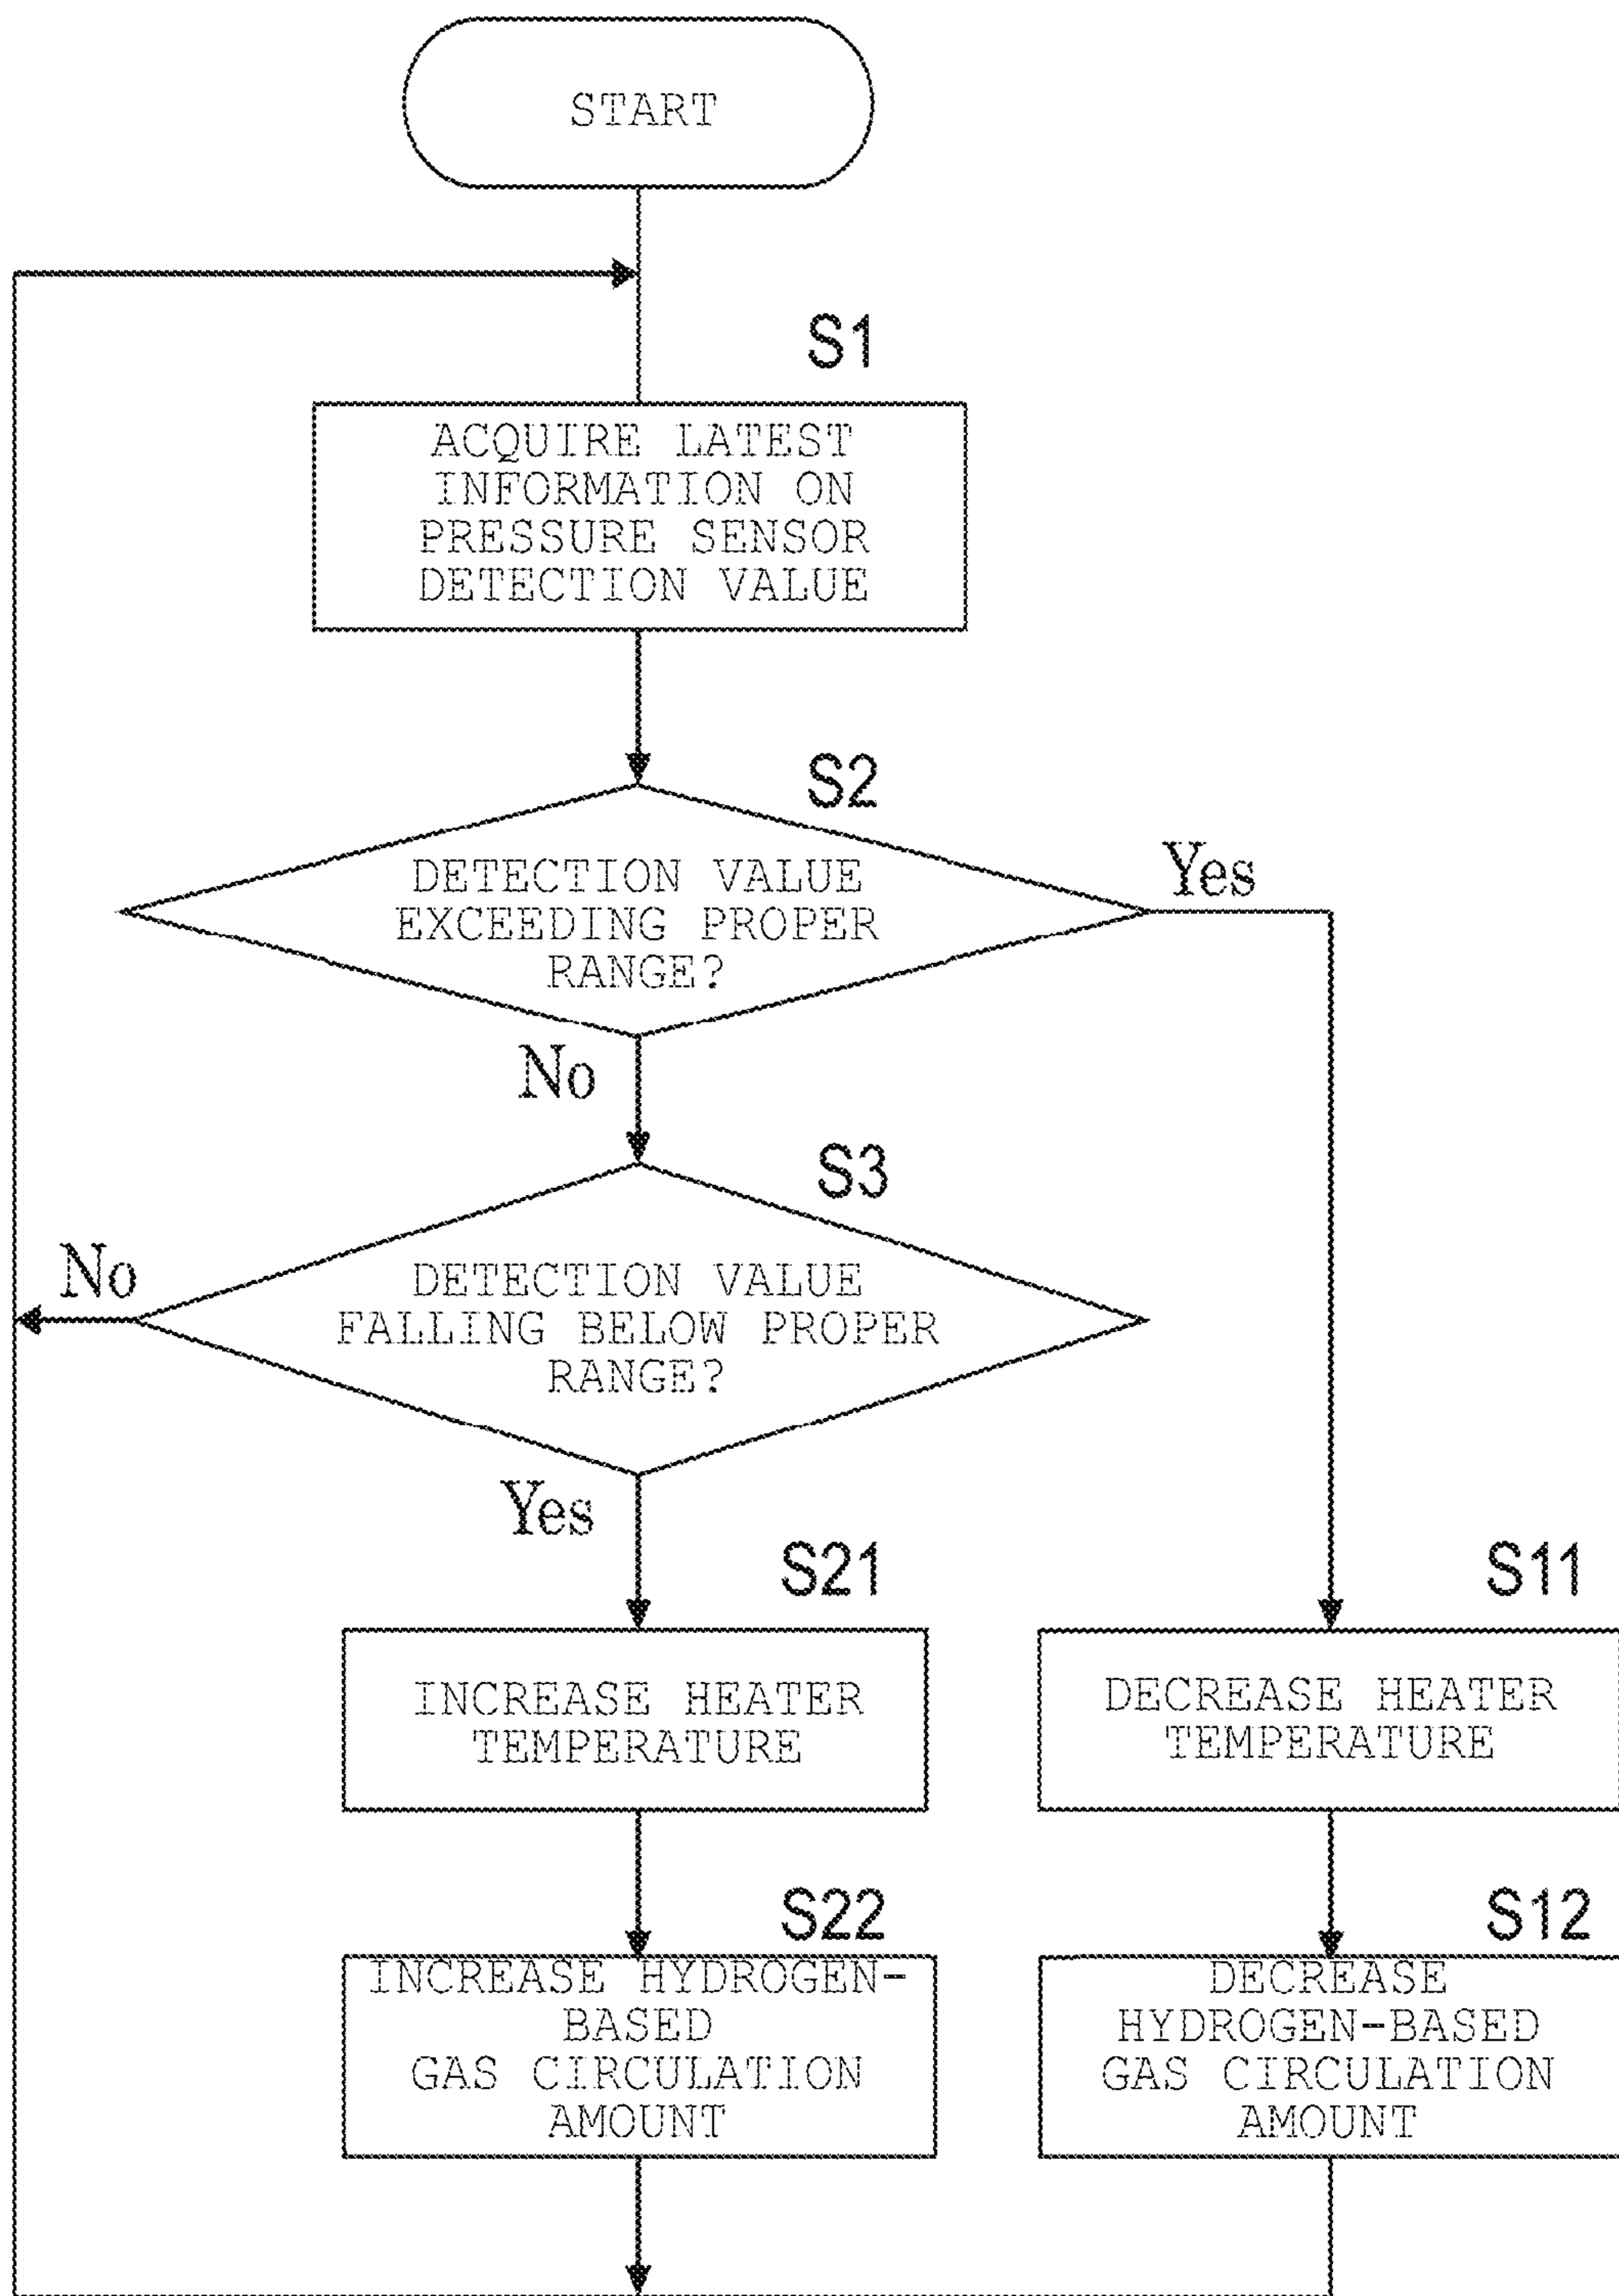 START
S1
ACQUIRE LATEST
INFORMATION ON
PRESSURE SENSOR
DETECTION VALUE
S2
DETECTION VALUE
EXCEEDING PROPER
RANGE?
Yes
No
S3
DETECTION VALUE
FALLING BELOW PROPER
RANGE?
No
Yes
S21
INCREASE HEATER
TEMPERATURE
S22
INCREASE HYDROGEN-
BASED
GAS CIRCULATION
AMOUNT
S11
DECREASE HEATER
TEMPERATURE
S12
DECREASE
HYDROGEN-BASED
GAS CIRCULATION
AMOUNT